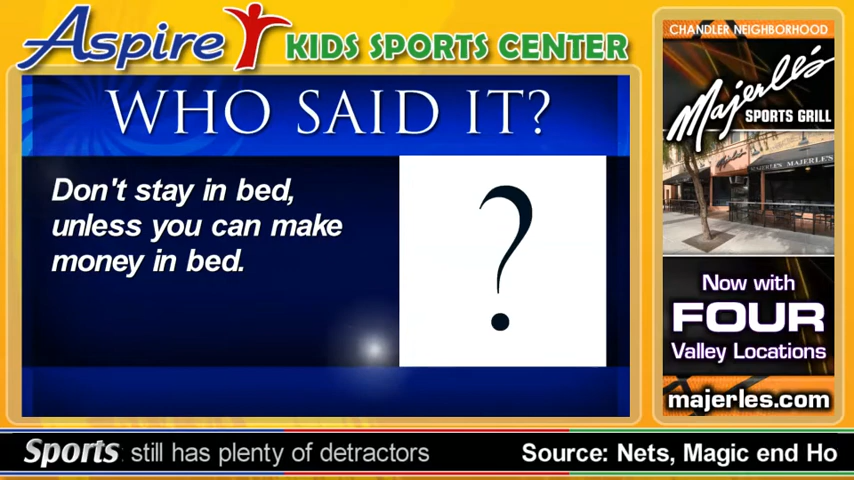 Aspire
KIDS SPORTS CENTER
WHO SAID IT?
Don't stay in bed,
unless you can make
money in bed.
?
CHANDLER NEIGHBORHOOD
Majerle's
SPORTS GRILL
MAJERLE'S
Now with
FOUR
Valley Locations
majerles.com
Sports still has plenty of detractors
Source: Nets, Magic end Ho